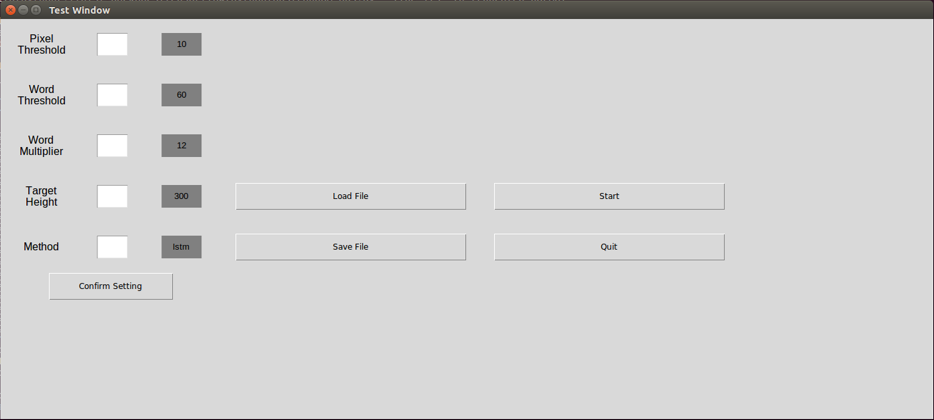 Test Window
Pixel
Threshold
10
Word
Threshold
60
Word
Multiplier
12
Target
Height
300
Load File
Start
Method
lstm
Save File
Quit
Confirm Setting